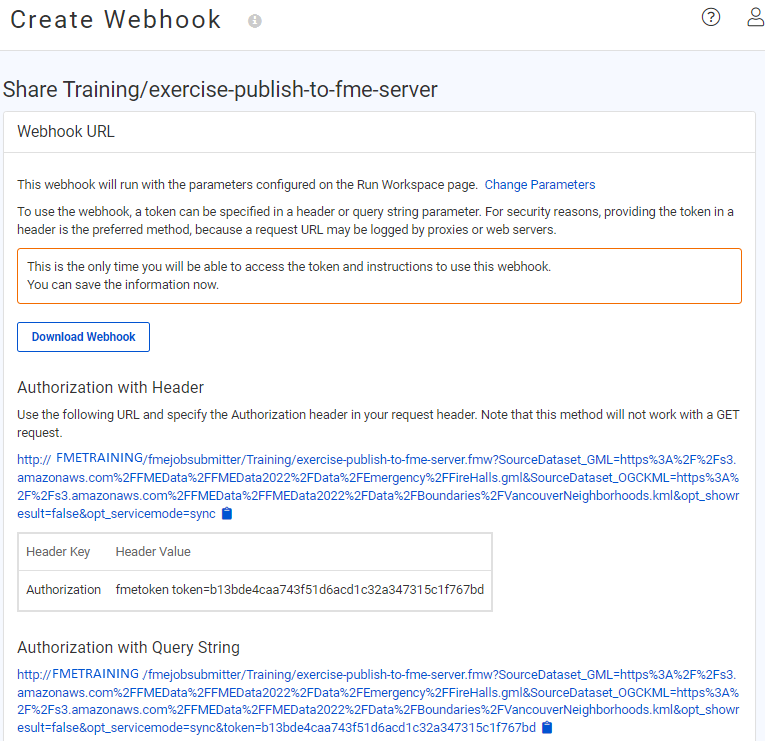 Create Webhook
Share Training/exercise-publish-to-fme-server
Webhook URL
This webhook will run with the parameters configured on the Run Workspace page. Change Parameters
To use the webhook, a token can be specified in a header or query string parameter. For security reasons, providing the token in a
header is the preferred method, because a request URL may be logged by proxies or web servers.
This is the only time you will be able to access the token and instructions to use this webhook.
You can save the information now.
Download Webhook
Authorization with Header
Use the following URL and specify the Authorization header in your request header. Note that this method will not work with a GET
request.
http:// FMETRAINING/fmejobsubmitter/Training/exercise-publish-to-fme-server.fmw?SourceDataset_GML=https%3A%2F%2Fs3.
amazonaws.com%2FFMEData%2FFMEData2022%2FData%2FEmergency%2FFireHalls.gml&SourceDataset_OGCKML=https%3A%
2F%2Fs3.amazonaws.com%2FFMEData%2FFMEData2022%2FData%2FBoundaries%2FVancouverNeighborhoods.kml&opt_showr
esult=false&opt_servicemode=sync
Header Key Header Value
Authorization fmetoken token=b13bde4caa743f51d6acd1c32a347315c1f767bd
Authorization with Query String
http://FMETRAINING /fmejobsubmitter/Training/exercise-publish-to-fme-server.fmw?SourceDataset_GML=https%3A%2F%2Fs3.
amazonaws.com%2FFMEData%2FFMEData2022%2FData%2FEmergency%2FFireHalls.gml&SourceDataset_OGCKML=https%3A%
2F%2Fs3.amazonaws.com%2FFMEData%2FFMEData2022%2FData%2FBoundaries%2FVancouverNeighborhoods.kml&opt_showr
esult=false&opt_servicemode=sync&token=b13bde4caa743f51d6acd1c32a347315c1f767bd